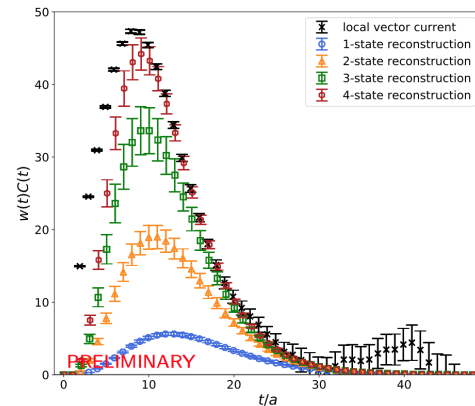 50
40
30
20
10
0
w(t)C(t)
local vector current
1-state reconstruction
2-state reconstruction
3-state reconstruction
4-state reconstruction
PRELIMINARY
0 10 20 30 40
t/a